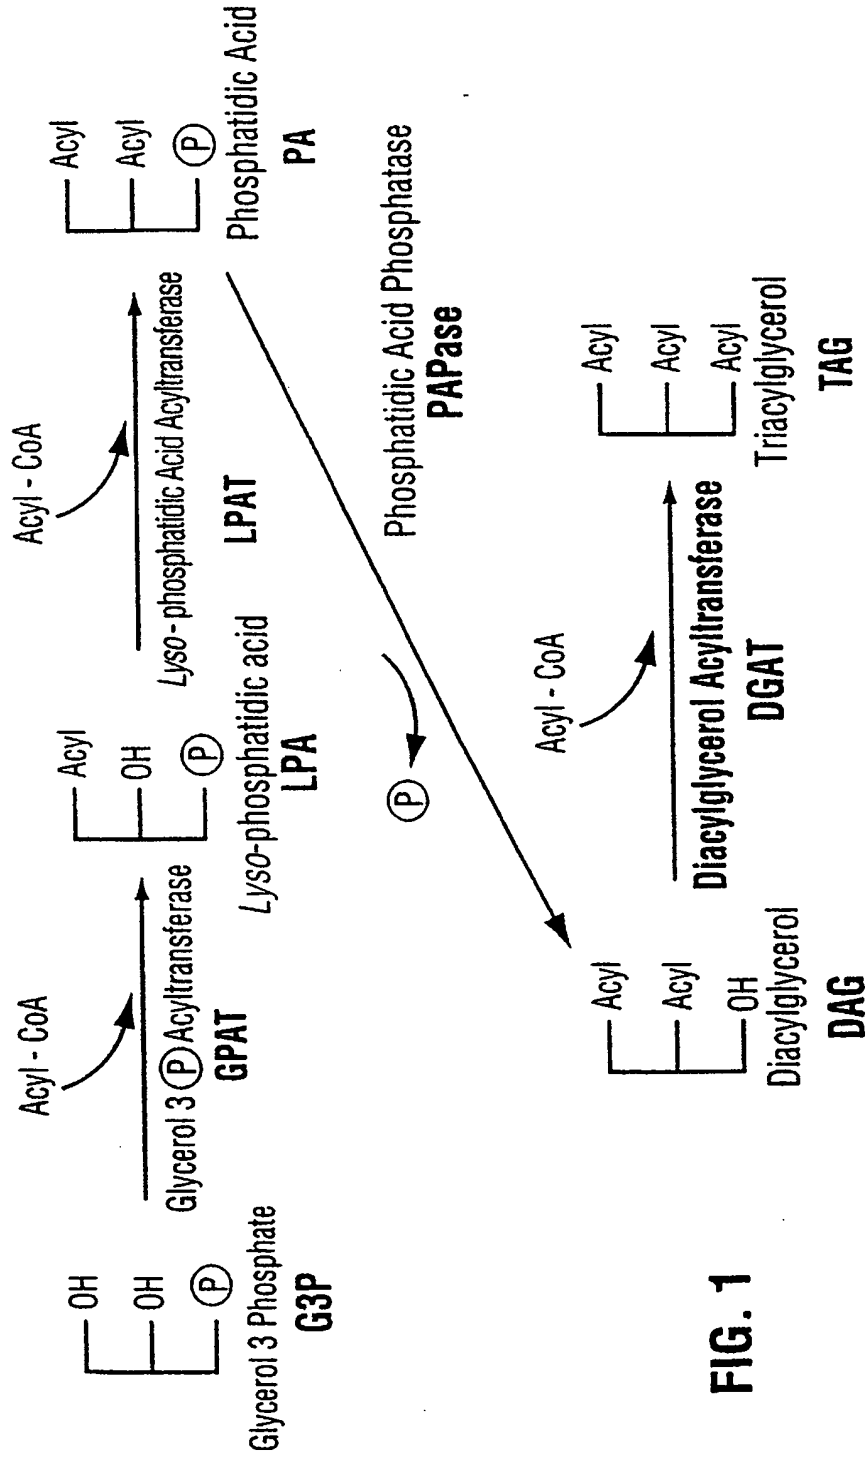 Acyl - CoA
Acyl - CoA
OH
OH
P
Glycerol 3 Phosphate
G3P
Glycerol 3 P Acyltransferase
GPAT
Acyl
OH
P
Lyso-phosphatidic acid
LPA
Lyso-phosphatidic Acid Acyltransferase
LPAT
Acyl
Acyl
P
Phosphatidic Acid
PA
P
Phosphatidic Acid Phosphatase
PAPase
Acyl - CoA
Acyl
Acyl
OH
Diacylglycerol
DAG
Diacylglycerol Acyltransferase
DGAT
Acyl
Acyl
Acyl
Triacylglycerol
TAG
FIG. 1